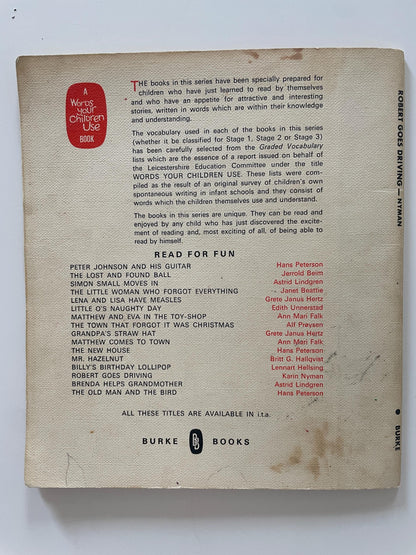 A
Words
your
Children
Use
BOOK
THE books in this series have been specially prepared for
children who have just learned to read by themselves
and who have an appetite for attractive and interesting
stories, written in words which are within their knowledge
and understanding.
The vocabulary used in each of the books in this series
(whether it be classified for Stage 1, Stage 2 or Stage 3)
has been carefully selected from the Graded Vocabulary
lists which are the essence of a report issued on behalf of
the Leicestershire Education Committee under the title
WORDS YOUR CHILDREN USE. These lists were com-
piled as the result of an original survey of children's own
spontaneous writing in infant schools and they consist of
words which the children themselves use and understand.
The books in this series are unique. They can be read and
enjoyed by any child who has just discovered the excite-
ment of reading and, most exciting of all, of being able to
read by himself.
READ FOR FUN
PETER JOHNSON AND HIS GUITAR Hans Peterson
THE LOST AND FOUND BALL Jerrold Beim
SIMON SMALL MOVES IN Astrid Lindgren
THE LITTLE WOMAN WHO FORGOT EVERYTHING Janet Beattie
LENA AND LISA HAVE MEASLES Grete Janus Hertz
LITTLE O'S NAUGHTY DAY Edith Unnerstad
MATTHEW AND EVA IN THE TOY-SHOP Ann Mari Falk
THE TOWN THAT FORGOT IT WAS CHRISTMAS Alf Prøysen
GRANDPA'S STRAW HAT Grete Janus Hertz
MATTHEW COMES TO TOWN Ann Mari Falk
THE NEW HOUSE Hans Peterson
MR. HAZELNUT Britt G. Hallqvist
BILLY'S BIRTHDAY LOLLIPOP Lennart Hellsing
ROBERT GOES DRIVING Karin Nyman
BRENDA HELPS GRANDMOTHER Astrid Lindgren
THE OLD MAN AND THE BIRD Hans Peterson
ALL THESE TITLES ARE AVAILABLE IN i.t.a.
BURKE BOOKS
ROBERT GOES DRIVING — NYMAN ● BURKE